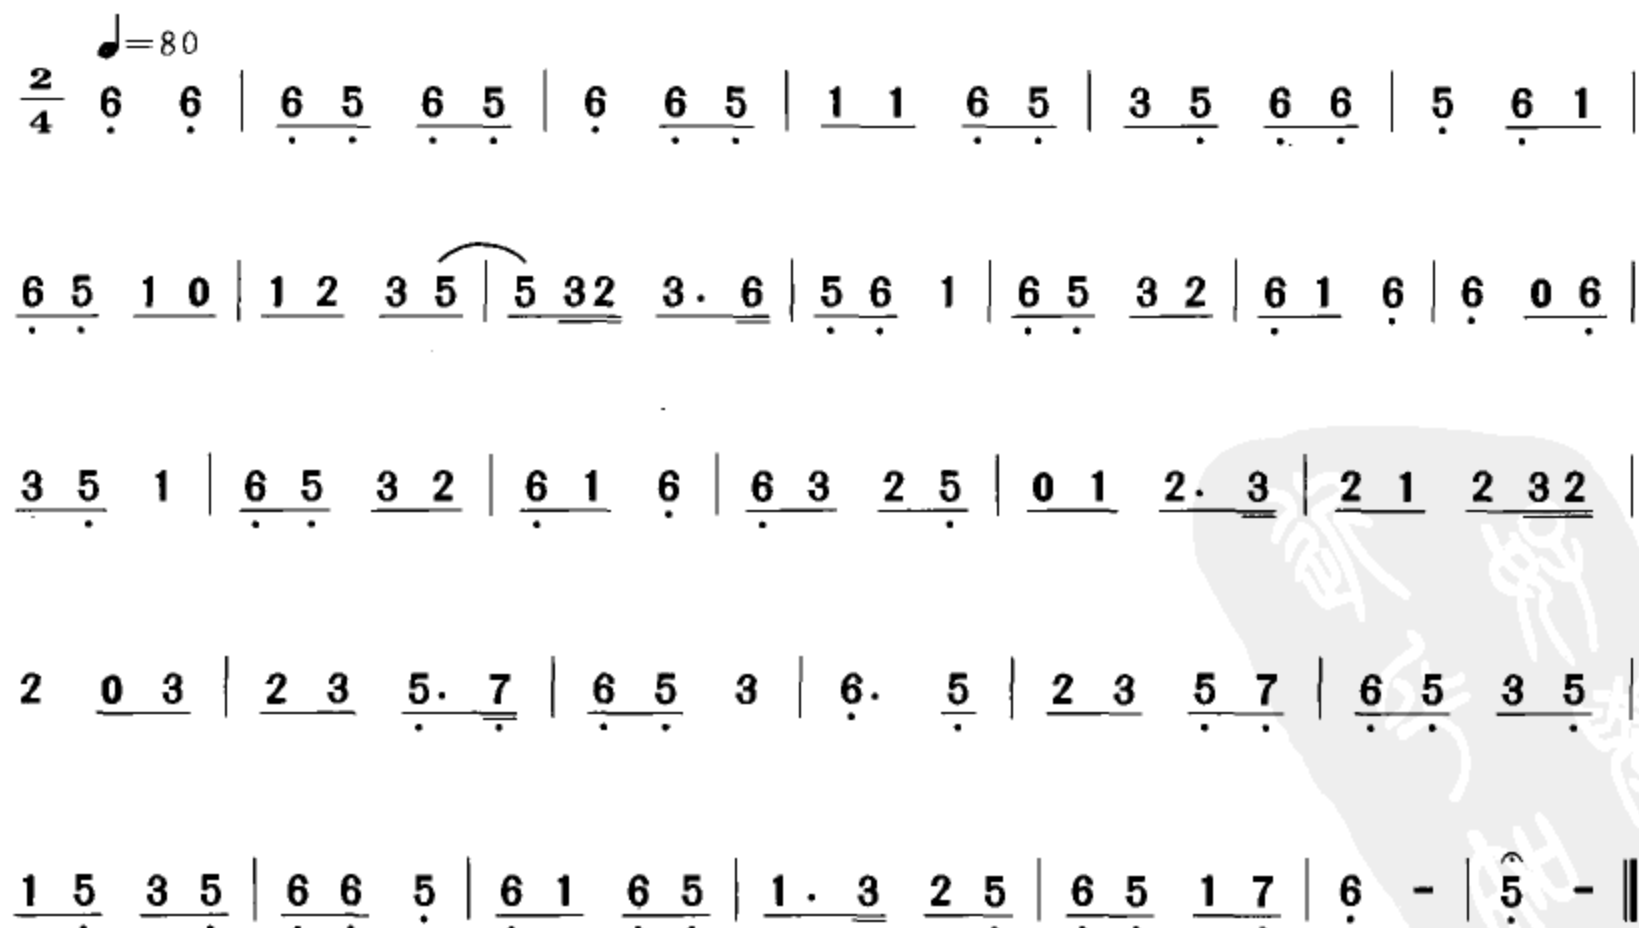 ♩=80
2/4 6̣ 6̣ | 6̣ 5̣ 6̣ 5̣ | 6̣ 6̣ 5̣ | 1 1 6̣ 5̣ | 3 5̣ 6̣ 6̣ | 5̣ 6̣ 1 |
6̣ 5̣ 1 0 | 1 2 3 5 | 5 3 2 3 . 6 | 5̣ 6̣ 1 | 6̣ 5̣ 3 2 | 6̣ 1 6̣ | 6̣ 0 6̣ |
3 5̣ 1 | 6̣ 5̣ 3 2 | 6̣ 1 6̣ | 6̣ 3 2 5̣ | 0 1 2 . 3 | 2 1 2 3 2 |
2 0 3 | 2 3 5̣ . 7̣ | 6̣ 5̣ 3 | 6̣ . 5̣ | 2 3 5̣ 7̣ | 6̣ 5̣ 3 5̣ |
1 5̣ 3 5̣ | 6̣ 6̣ 5̣ | 6̣ 1 6̣ 5̣ | 1 . 3 2 5̣ | 6̣ 5̣ 1 7̣ | 6̣ - | 5̣ - ‖